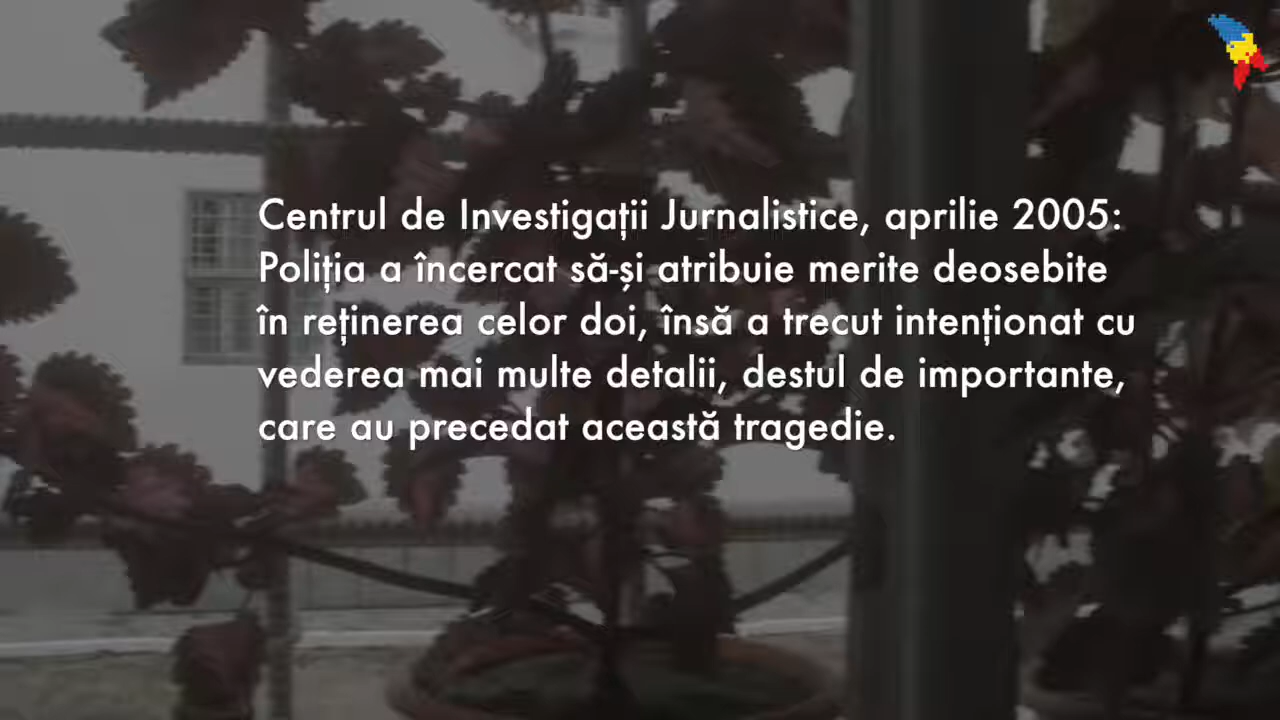 Centrul de Investigații Jurnalistice, aprilie 2005:
Poliția a încercat să-și atribuie merite deosebite
în reținerea celor doi, însă a trecut intenționat cu
vederea mai multe detalii, destul de importante,
care au precedat această tragedie.